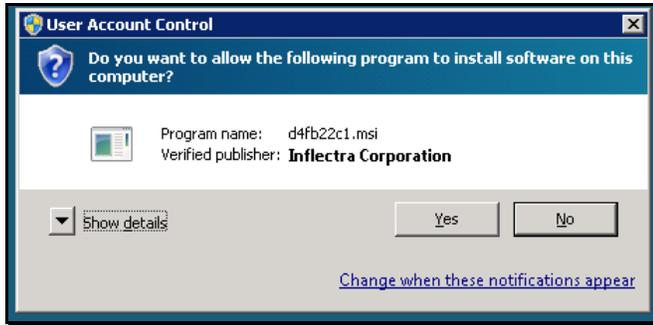 User Account Control
Do you want to allow the following program to install software on this
computer?
Program name: d4fb22c1.msi
Verified publisher: Inflectra Corporation
Show details
Yes
No
Change when these notifications appear